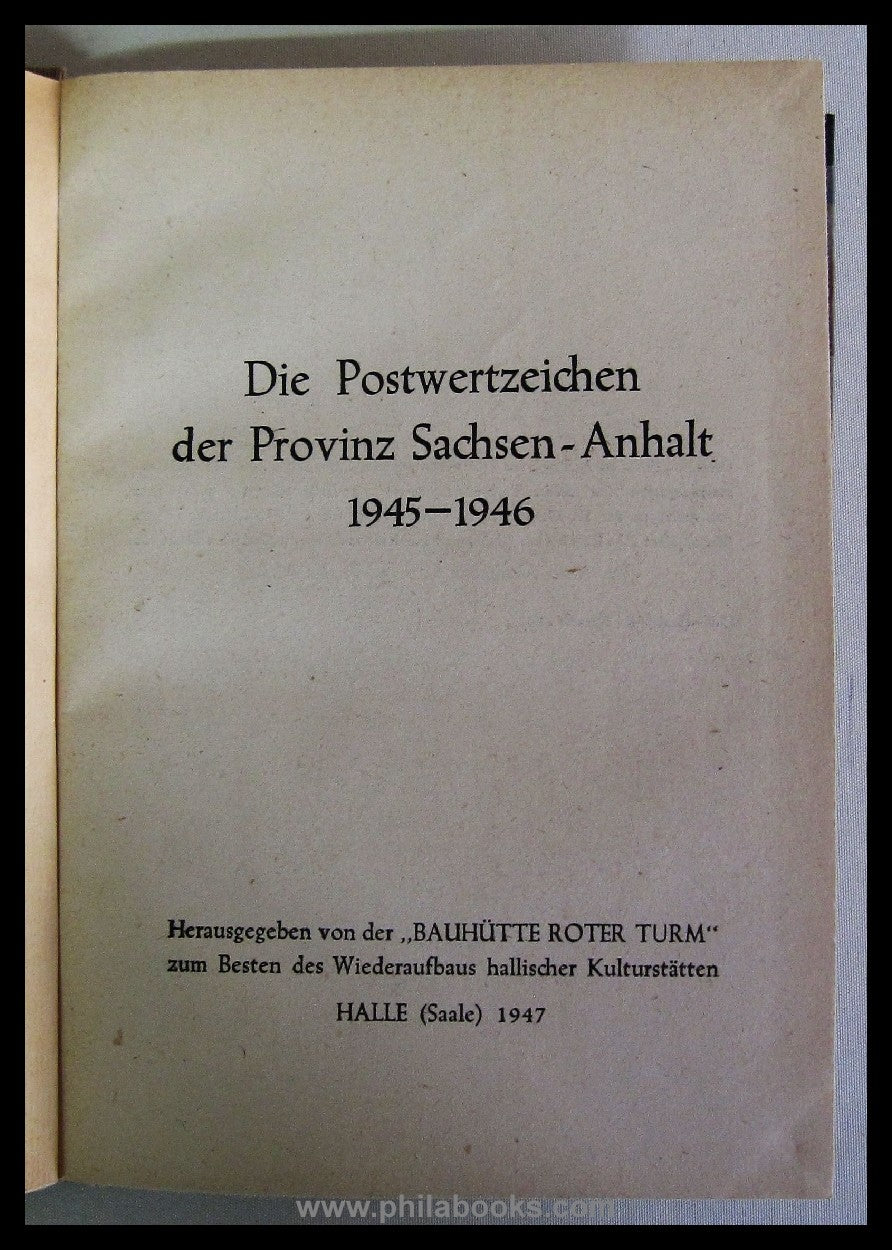 Die Postwertzeichen
der Provinz Sachsen-Anhalt
1945–1946
Herausgegeben von der „BAUHÜTTE ROTER TURM“
zum Besten des Wiederaufbaus hallischer Kulturstätten
HALLE (Saale) 1947
www.philabooks.com